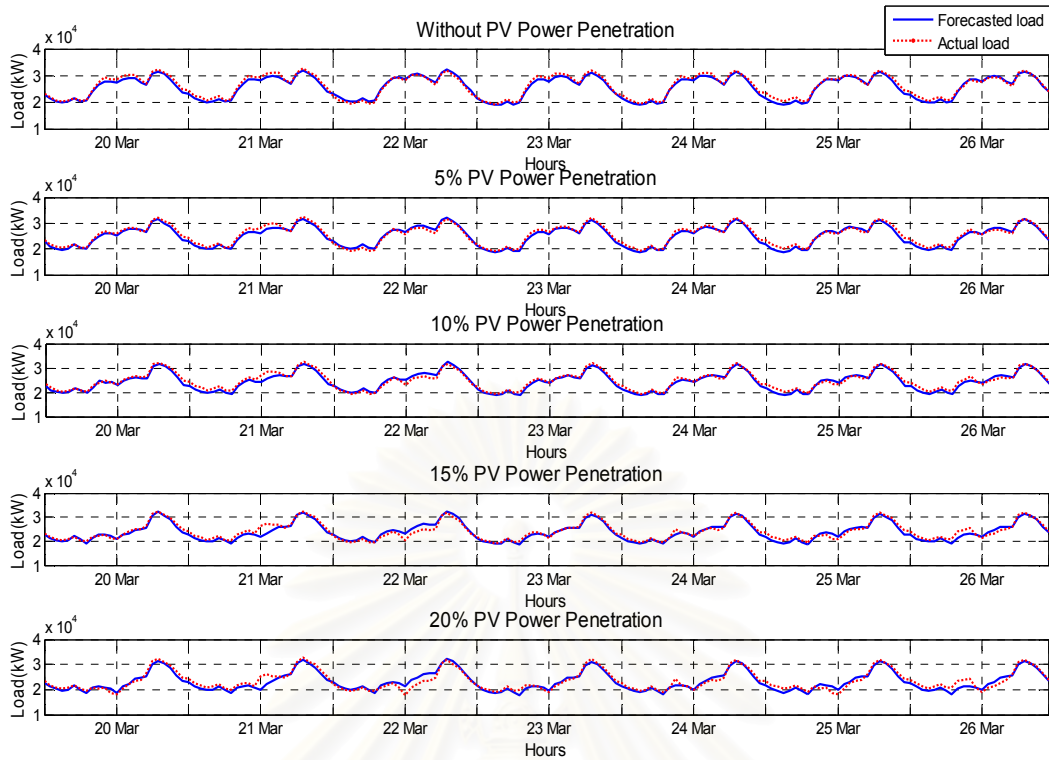 Forecasted load
Actual load
Without PV Power Penetration
x 10^4
Load(kW)
4
3
2
1
20 Mar 21 Mar 22 Mar 23 Mar 24 Mar 25 Mar 26 Mar
Hours
5% PV Power Penetration
x 10^4
Load(kW)
4
3
2
1
20 Mar 21 Mar 22 Mar 23 Mar 24 Mar 25 Mar 26 Mar
Hours
10% PV Power Penetration
x 10^4
Load(kW)
4
3
2
1
20 Mar 21 Mar 22 Mar 23 Mar 24 Mar 25 Mar 26 Mar
Hours
15% PV Power Penetration
x 10^4
Load(kW)
4
3
2
1
20 Mar 21 Mar 22 Mar 23 Mar 24 Mar 25 Mar 26 Mar
Hours
20% PV Power Penetration
x 10^4
Load(kW)
4
3
2
1
20 Mar 21 Mar 22 Mar 23 Mar 24 Mar 25 Mar 26 Mar
Hours